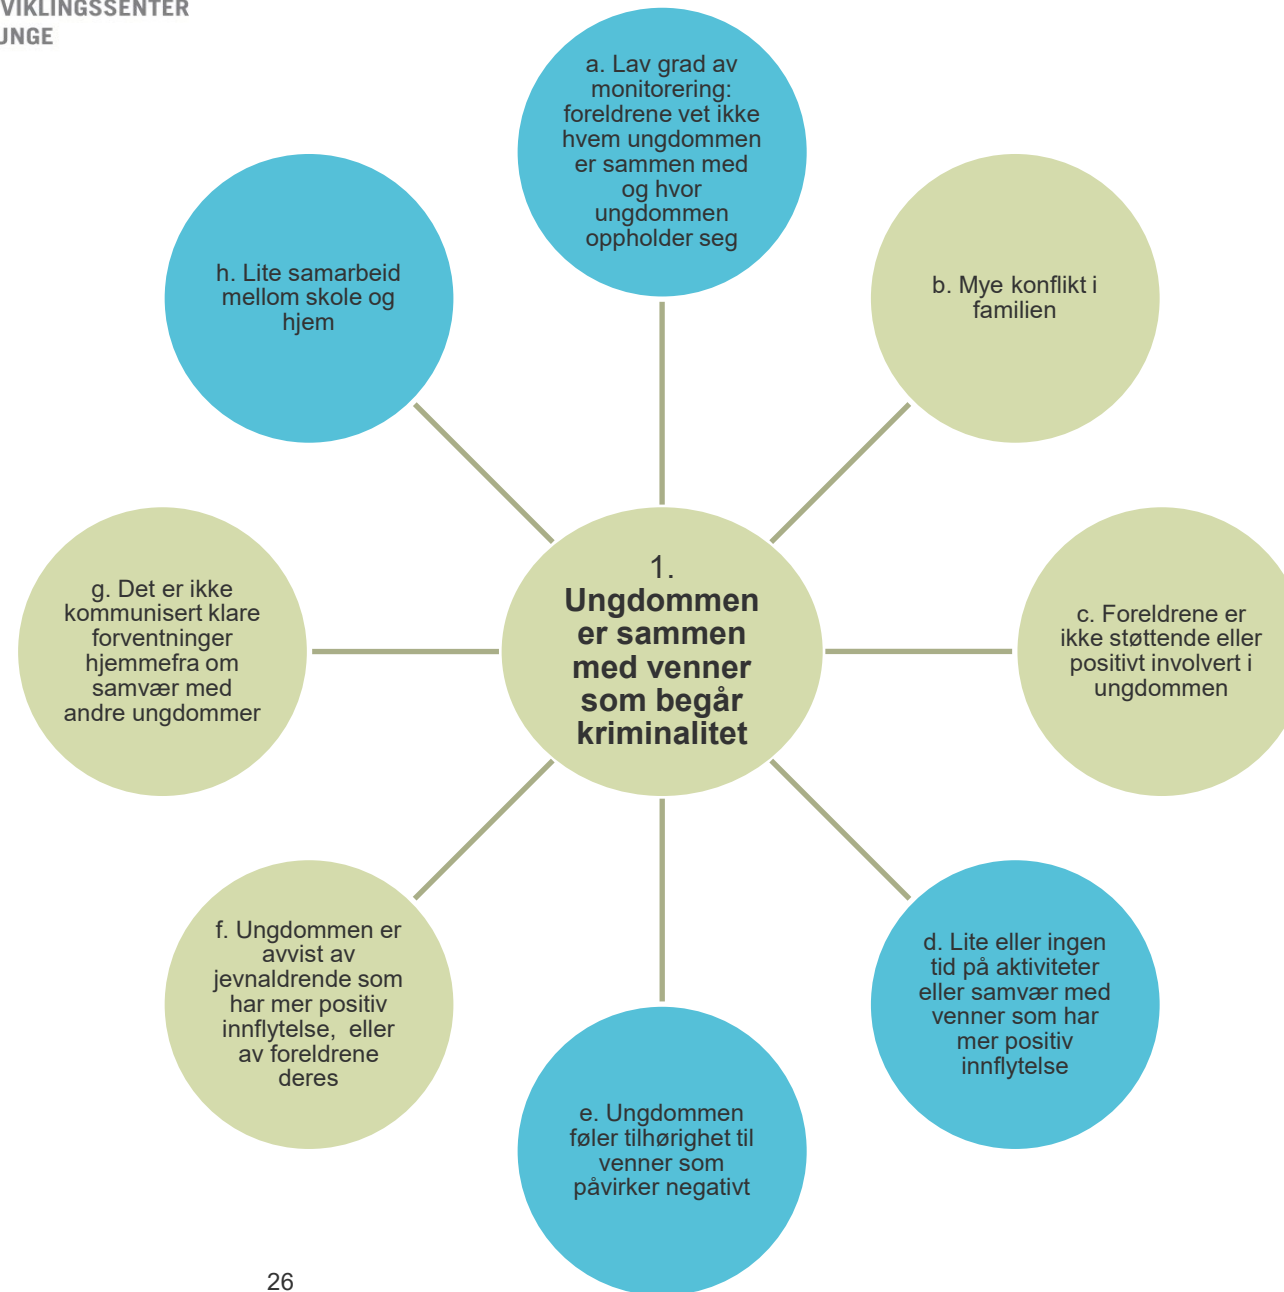 VIKLINGSSENTER
UNGE
a. Lav grad av
monitorering:
foreldrene vet ikke
hvem ungdommen
er sammen med
og hvor
ungdommen
oppholder seg
b. Mye konflikt i
familien
c. Foreldrene er
ikke støttende eller
positivt involvert i
ungdommen
d. Lite eller ingen
tid på aktiviteter
eller samvær med
venner som har
mer positiv
innflytelse
e. Ungdommen
føler tilhørighet til
venner som
påvirker negativt
f. Ungdommen er
avvist av
jevnaldrende som
har mer positiv
innflytelse, eller
av foreldrene
deres
g. Det er ikke
kommunisert klare
forventninger
hjemmefra om
samvær med
andre ungdommer
h. Lite samarbeid
mellom skole og
hjem
1.
Ungdommen
er sammen
med venner
som begår
kriminalitet
26